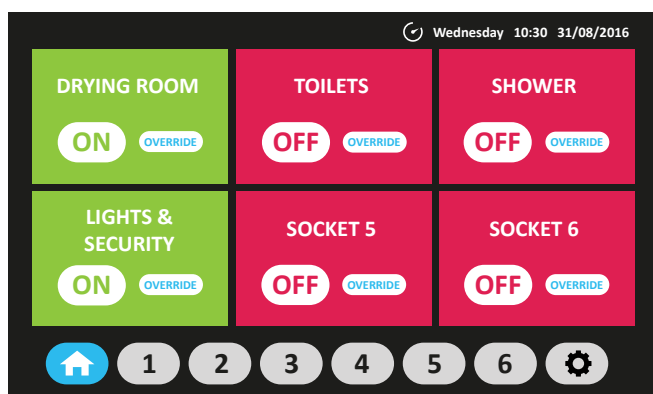 Wednesday 10:30 31/08/2016
DRYING ROOM
ON OVERRIDE
TOILETS
OFF OVERRIDE
SHOWER
OFF OVERRIDE
LIGHTS &
SECURITY
ON OVERRIDE
SOCKET 5
OFF OVERRIDE
SOCKET 6
OFF OVERRIDE
1 2 3 4 5 6